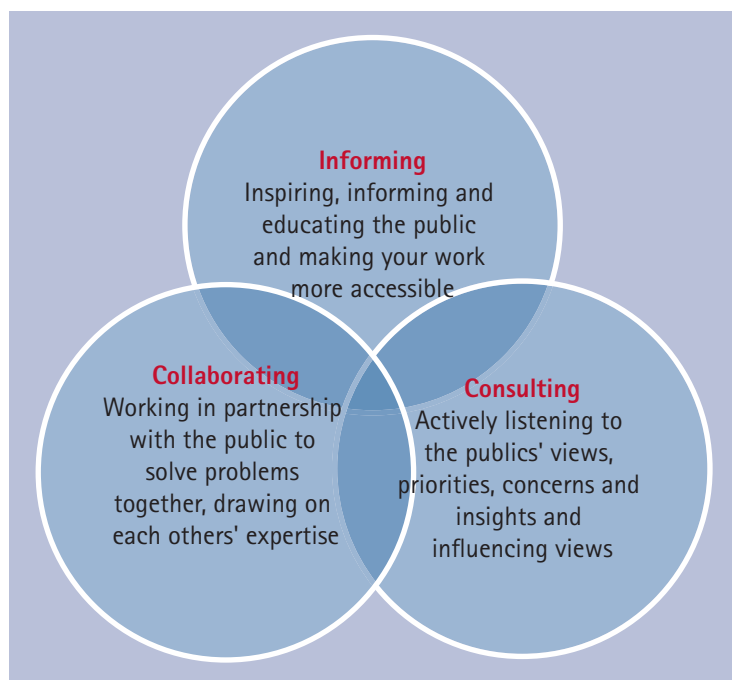 Informing
Inspiring, informing and
educating the public
and making your work
more accessible
Collaborating
Working in partnership
with the public to
solve problems
together, drawing on
each others' expertise
Consulting
Actively listening to
the publics' views,
priorities, concerns and
insights and
influencing views